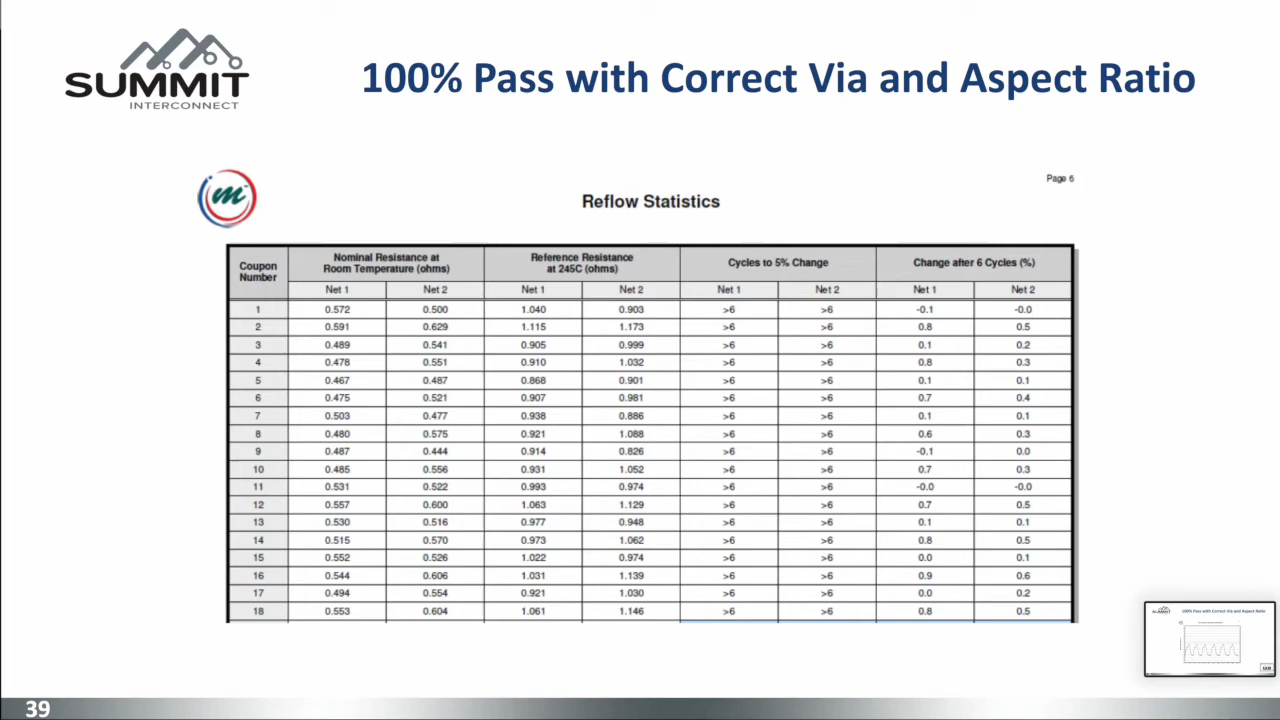 SUMMIT
INTERCONNECT
100% Pass with Correct Via and Aspect Ratio
Page 6
Reflow Statistics
Coupon Number | Nominal Resistance at Room Temperature (ohms) | Reference Resistance at 245C (ohms) | Cycles to 5% Change | Change after 6 Cycles (%)
Net 1 Net 2 Net 1 Net 2 Net 1 Net 2 Net 1 Net 2
1 0.572 0.500 1.040 0.903 >6 >6 -0.1 -0.0
2 0.591 0.629 1.115 1.173 >6 >6 0.8 0.5
3 0.489 0.541 0.905 0.999 >6 >6 0.1 0.2
4 0.478 0.551 0.910 1.032 >6 >6 0.8 0.3
5 0.467 0.487 0.868 0.901 >6 >6 0.1 0.1
6 0.475 0.521 0.907 0.981 >6 >6 0.7 0.4
7 0.503 0.477 0.938 0.886 >6 >6 0.1 0.1
8 0.480 0.575 0.921 1.088 >6 >6 0.6 0.3
9 0.487 0.444 0.914 0.826 >6 >6 -0.1 0.0
10 0.485 0.556 0.931 1.052 >6 >6 0.7 0.3
11 0.531 0.522 0.993 0.974 >6 >6 -0.0 -0.0
12 0.557 0.600 1.063 1.129 >6 >6 0.7 0.5
13 0.530 0.516 0.977 0.948 >6 >6 0.1 0.1
14 0.515 0.570 0.973 1.062 >6 >6 0.8 0.5
15 0.552 0.526 1.022 0.974 >6 >6 0.0 0.1
16 0.544 0.606 1.031 1.139 >6 >6 0.9 0.6
17 0.494 0.554 0.921 1.030 >6 >6 0.0 0.2
18 0.553 0.604 1.061 1.146 >6 >6 0.8 0.5
SUMMIT
100% Pass with Correct Via and Aspect Ratio
39